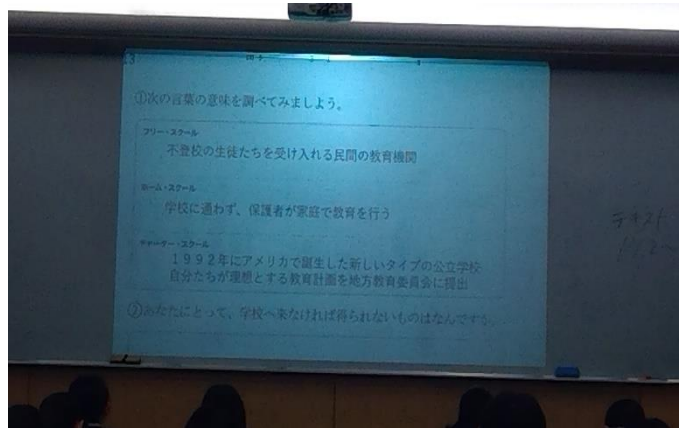 ①次の言葉の意味を調べてみましょう。
フリー・スクール
不登校の生徒たちを受け入れる民間の教育機関
ホーム・スクール
学校に通わず、保護者が家庭で教育を行う
チャーター・スクール
1992年にアメリカで誕生した新しいタイプの公立学校
自分たちが理想とする教育計画を地方教育委員会に提出
②あなたにとって、学校へ来なければ得られないものはなんですか。
テキスト